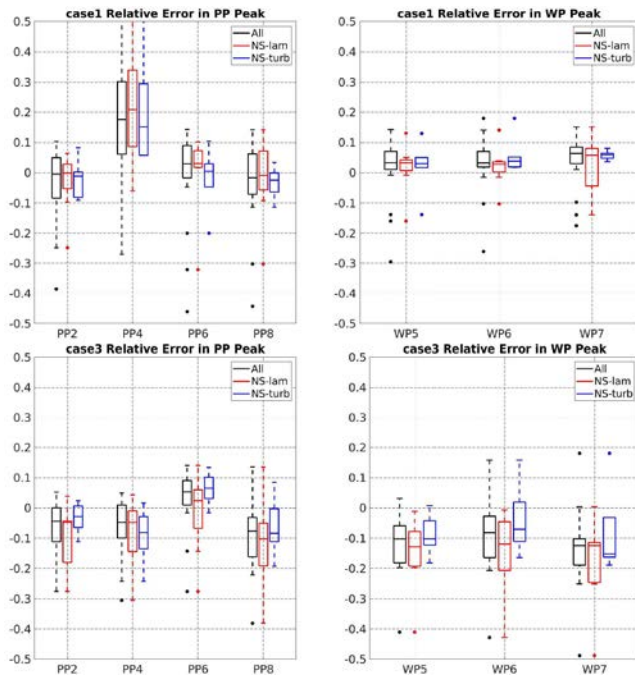 case1 Relative Error in PP Peak
0.5
0.4
0.3
0.2
0.1
0
-0.1
-0.2
-0.3
-0.4
-0.5
All
NS-lam
NS-turb
PP2 PP4 PP6 PP8
case1 Relative Error in WP Peak
0.5
0.4
0.3
0.2
0.1
0
-0.1
-0.2
-0.3
-0.4
-0.5
All
NS-lam
NS-turb
WP5 WP6 WP7
case3 Relative Error in PP Peak
0.5
0.4
0.3
0.2
0.1
0
-0.1
-0.2
-0.3
-0.4
-0.5
All
NS-lam
NS-turb
PP2 PP4 PP6 PP8
case3 Relative Error in WP Peak
0.5
0.4
0.3
0.2
0.1
0
-0.1
-0.2
-0.3
-0.4
-0.5
All
NS-lam
NS-turb
WP5 WP6 WP7